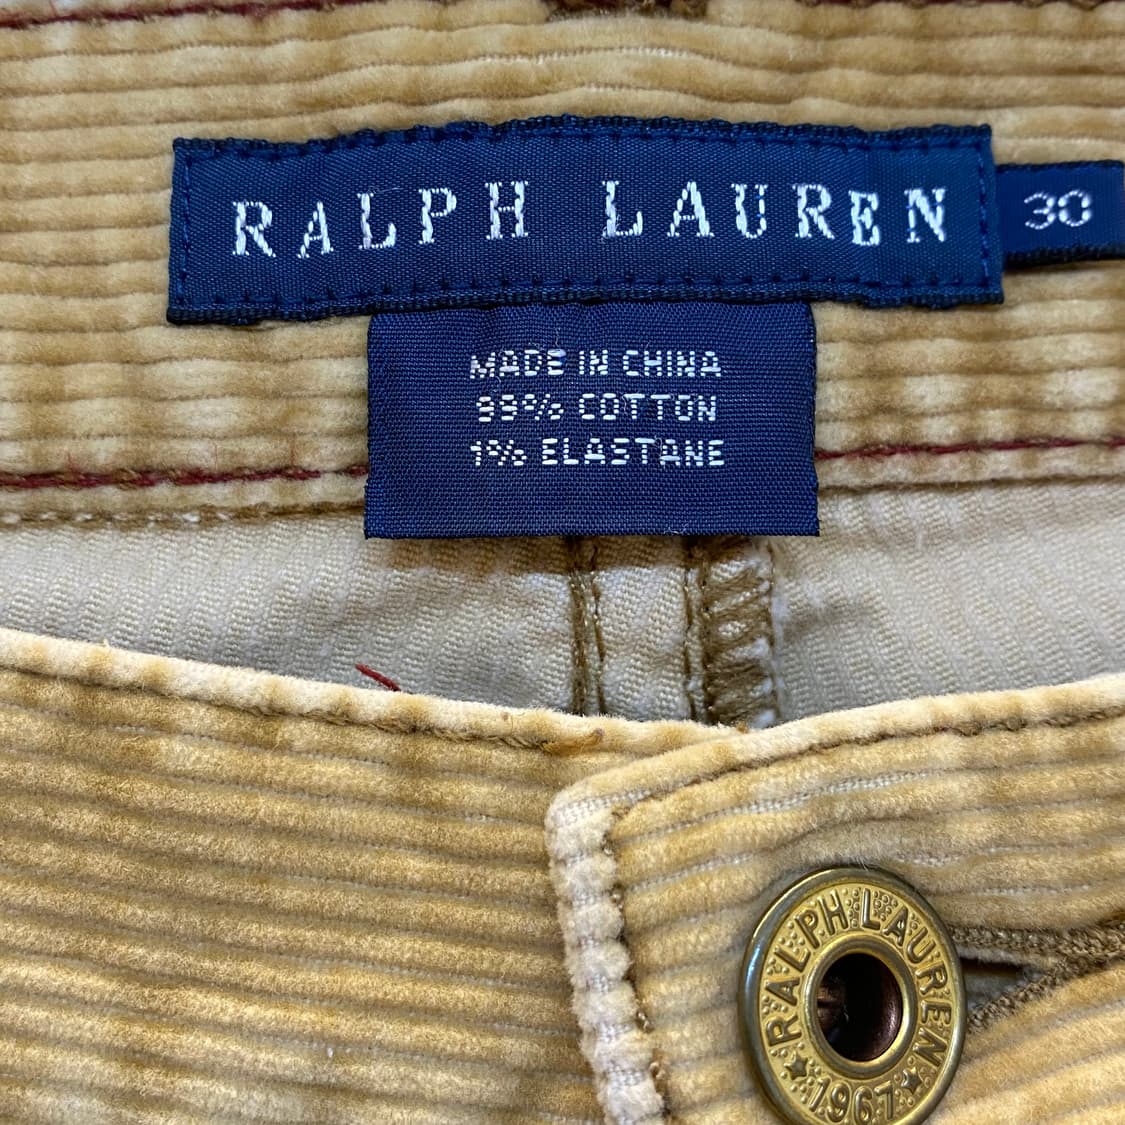 RALPH LAUREN
30
MADE IN CHINA
99% COTTON
1% ELASTANE
RALPH LAUREN
1967